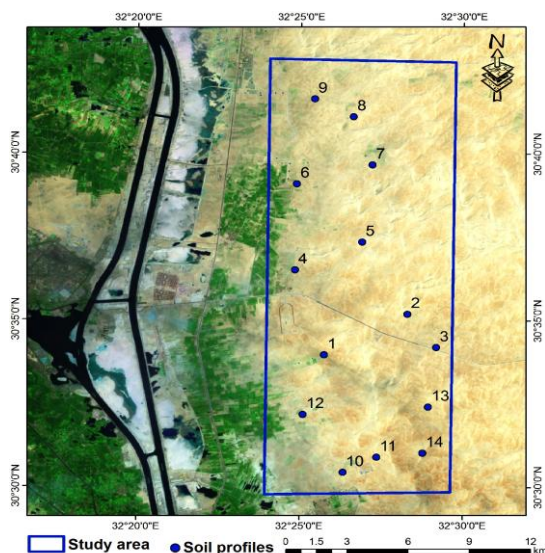 32°20'0"E 32°25'0"E 32°30'0"E
N
9
8
30°40'0"N 7 30°40'0"N
6
5
4
2
30°35'0"N 3 30°35'0"N
1
13
12
14
11
10
30°30'0"N 30°30'0"N
32°20'0"E 32°25'0"E 32°30'0"E
Study area Soil profiles 0 1.5 3 6 9 12
km